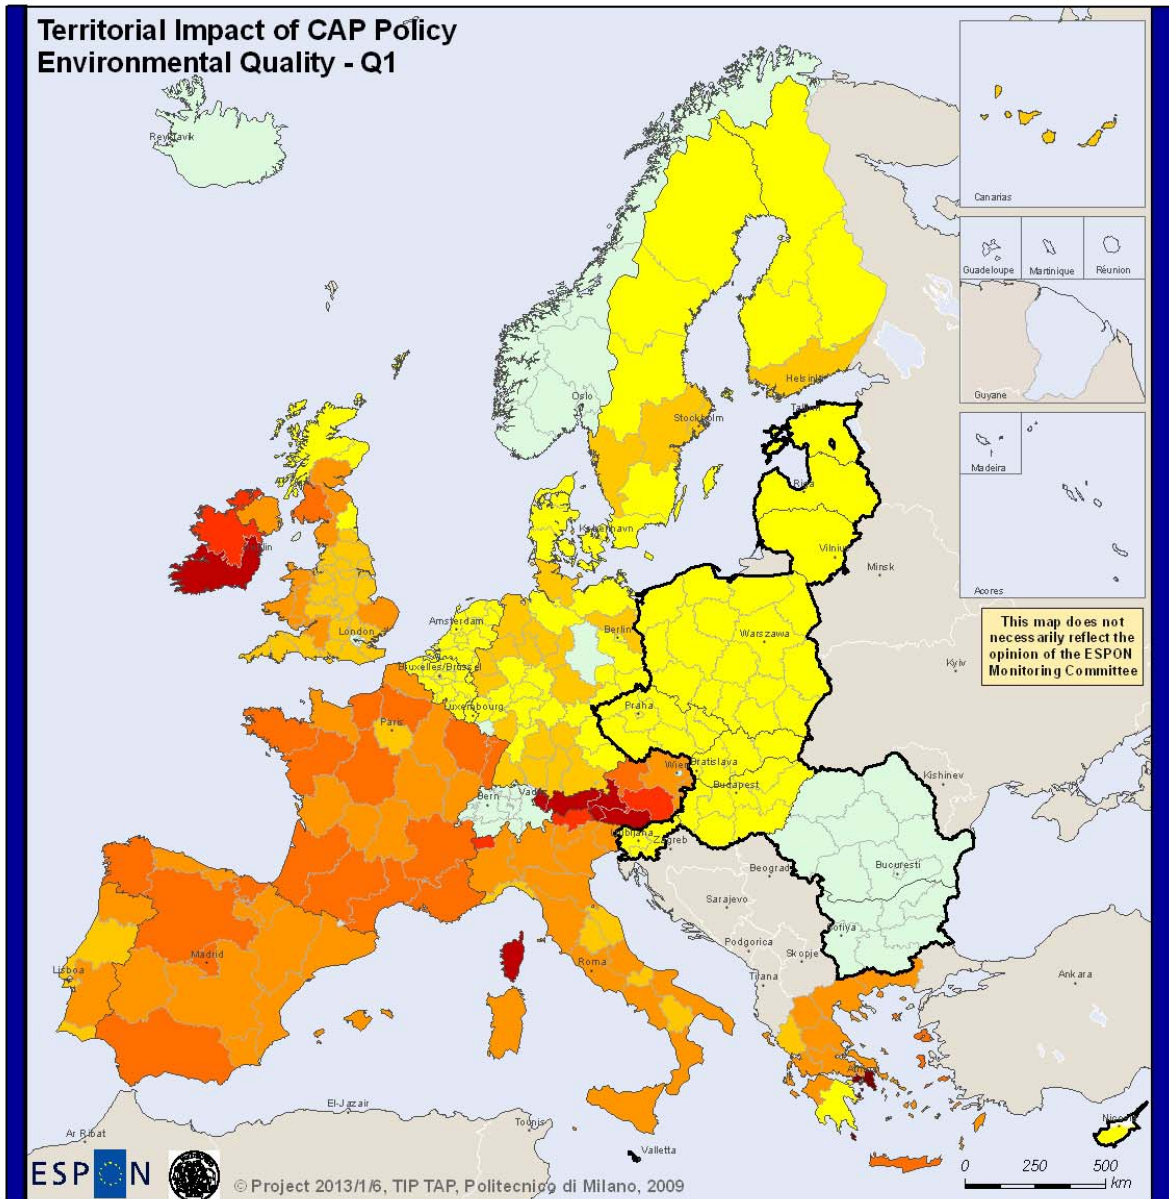 Territorial Impact of CAP Policy
Environmental Quality - Q1
Reykjavik
Canarias
Guadeloupe
Martinique
Réunion
Guyane
Helsinki
Oslo
Stockholm
Tallinn
Madeira
Riga
København
Vilnius
Minsk
Acores
This map does not
necessarily reflect the
opinion of the ESPON
Monitoring Committee
Amsterdam
Berlin
Warszawa
London
Bruxelles/Brussel
Kyiv
Luxembourg
Praha
Paris
Wien
Bratislava
Kishinev
Budapest
Bern
Ljubljana
Zagreb
Bucuresti
Beograd
Sarajevo
Sofiya
Podgorica
Skopje
Madrid
Roma
Lisboa
Tirana
Ankara
El-Jazair
Tounis
Ar Ribat
Valletta
ESPON
© Project 2013/1/6, TIP TAP, Politecnico di Milano, 2009
0 250 500
km